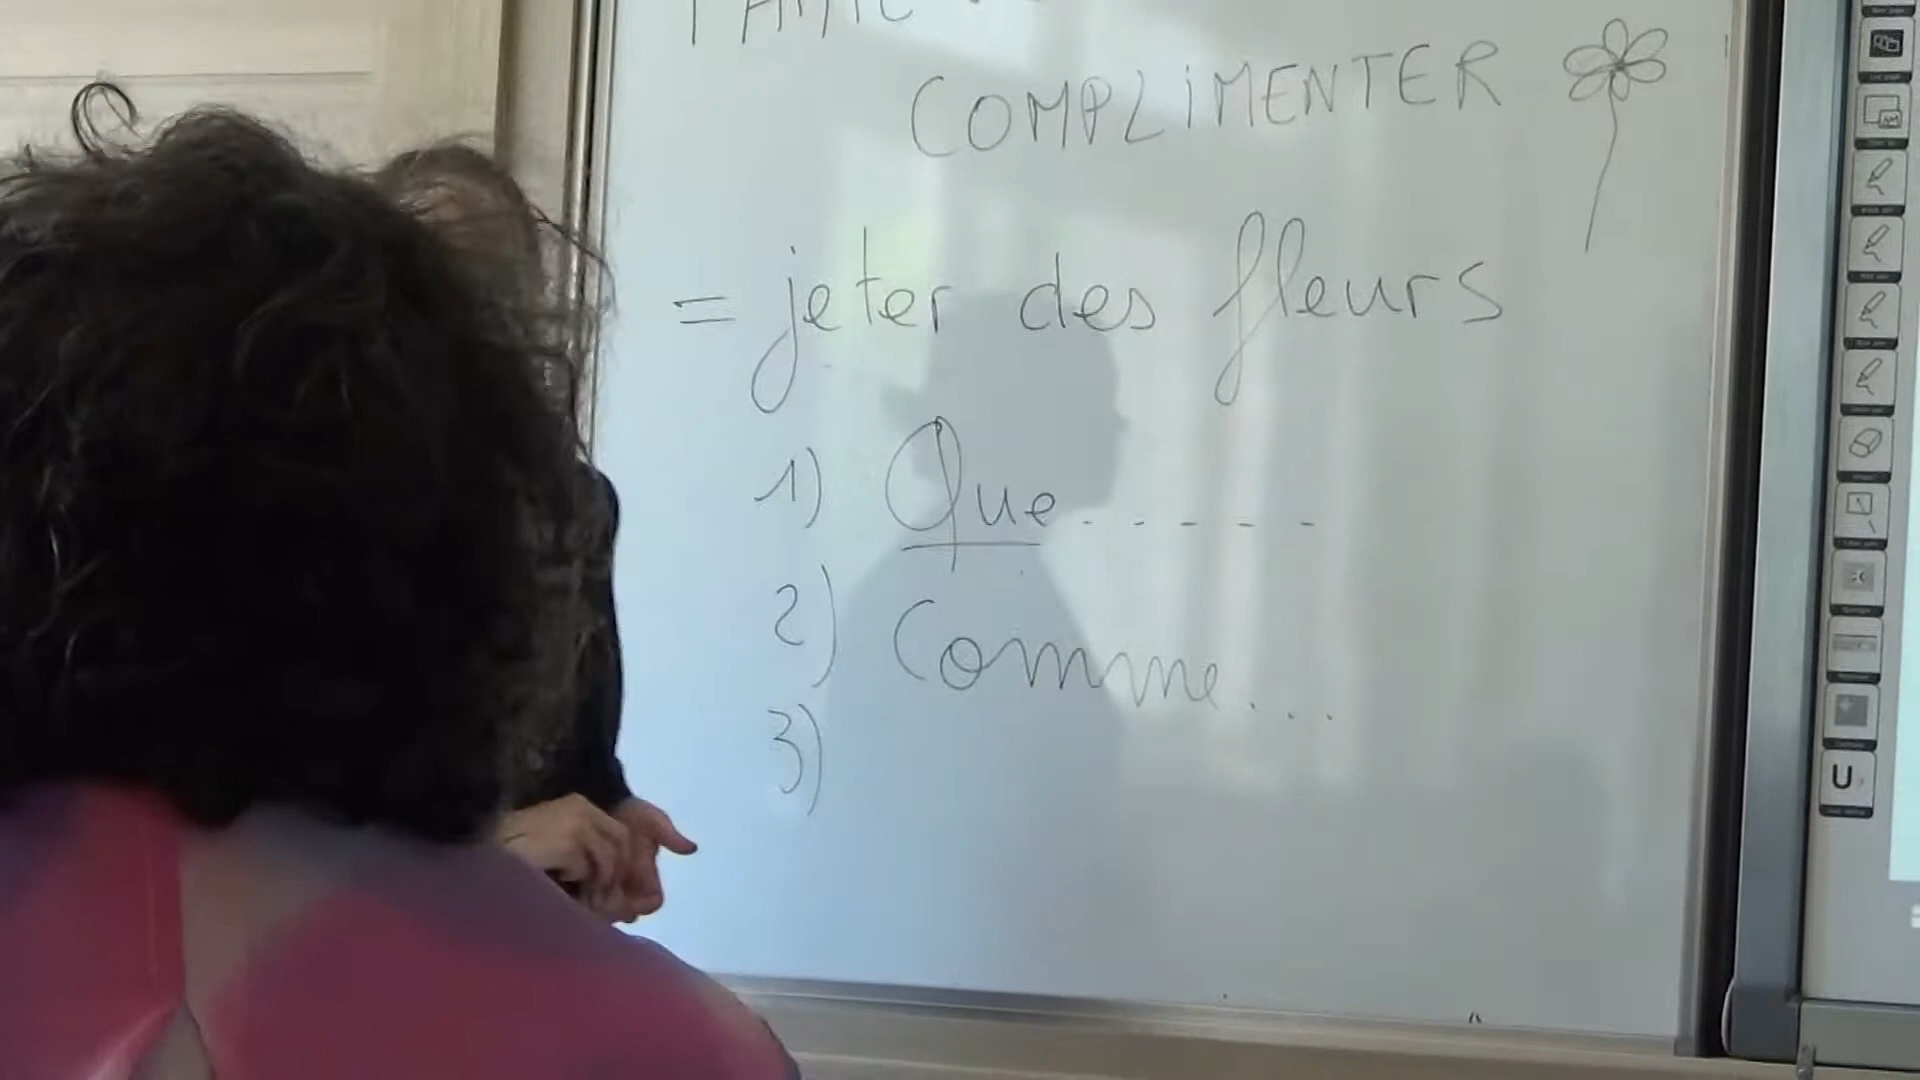 COMPLIMENTER
= jeter des fleurs
1) Que.....
2) Comme...
3)
U